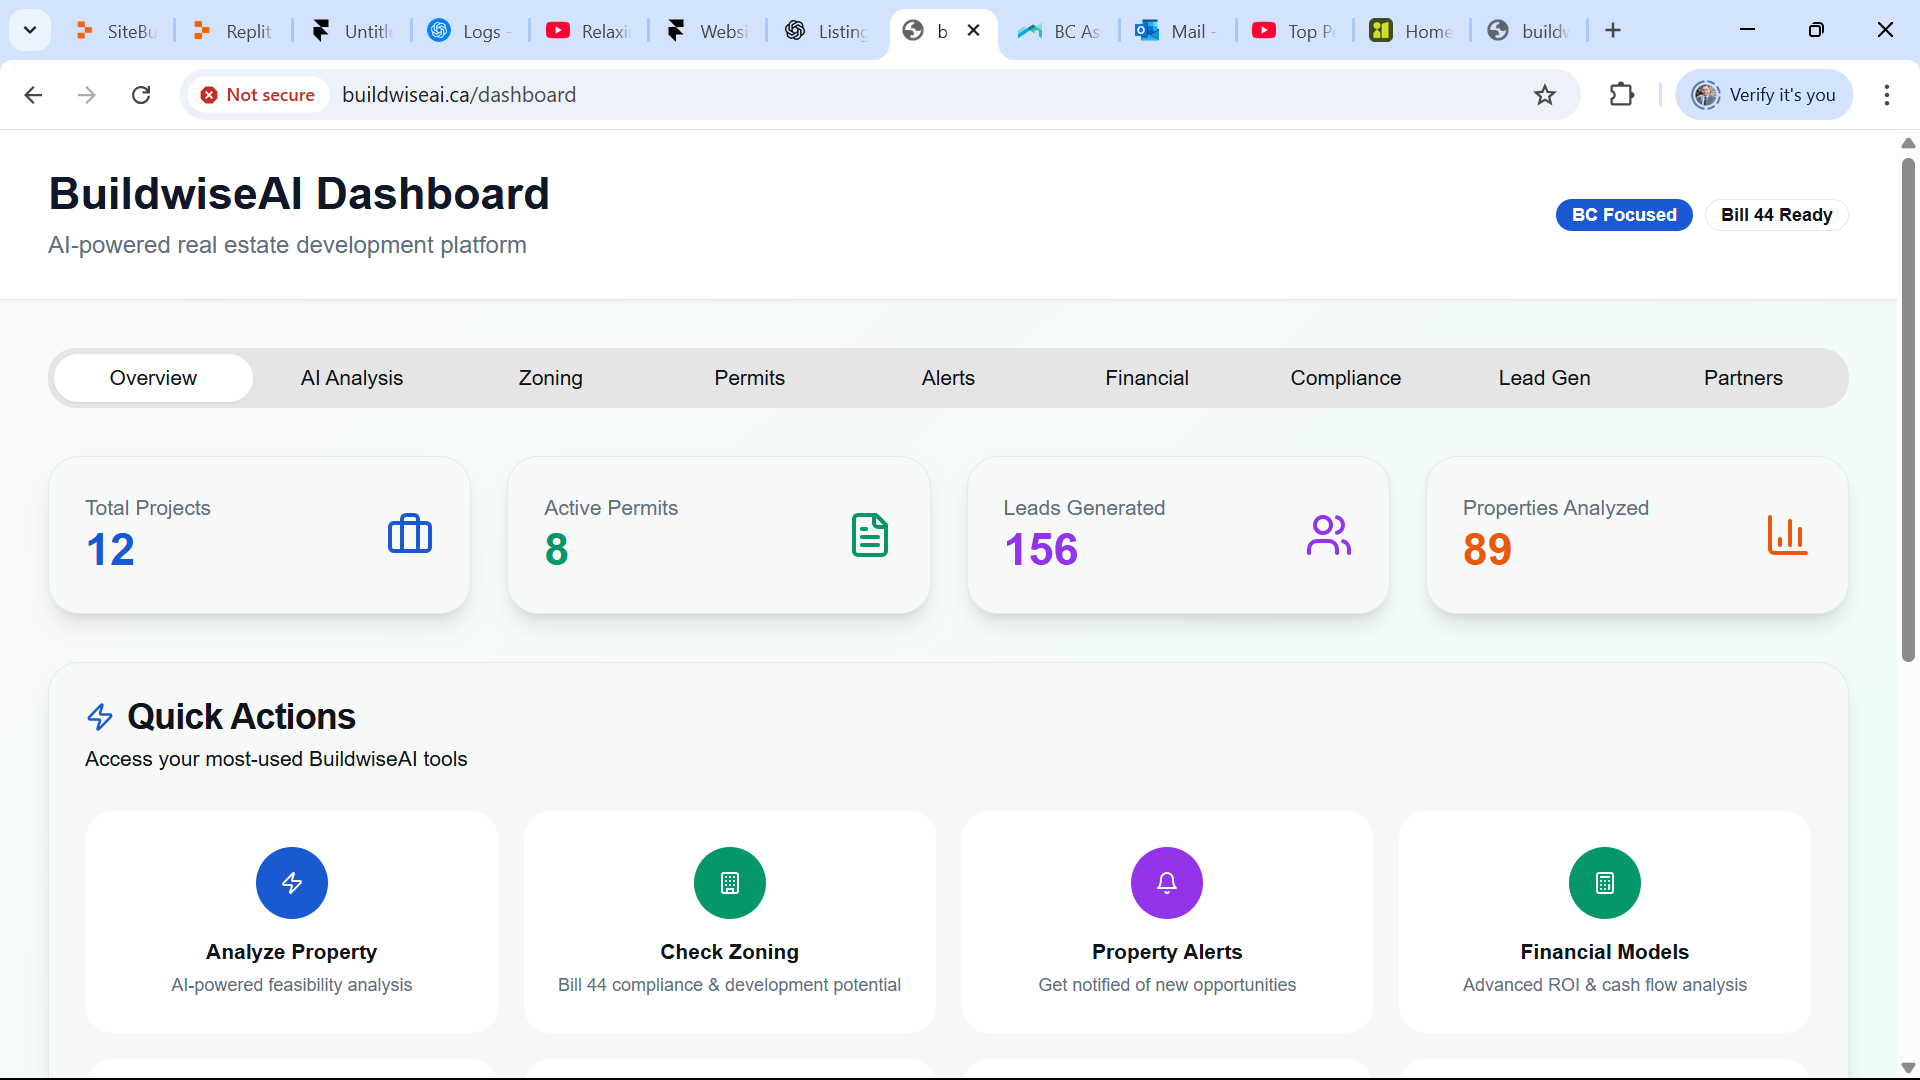 SiteBu
Replit
Untitle
Logs -
Relaxi
Websi
Listing
b
BC As
Mail -
Top Pe
Home
buildw
Not secure
buildwiseai.ca/dashboard
Verify it's you
BuildwiseAI Dashboard
AI-powered real estate development platform
BC Focused
Bill 44 Ready
Overview
AI Analysis
Zoning
Permits
Alerts
Financial
Compliance
Lead Gen
Partners
Total Projects
12
Active Permits
8
Leads Generated
156
Properties Analyzed
89
Quick Actions
Access your most-used BuildwiseAI tools
Analyze Property
AI-powered feasibility analysis
Check Zoning
Bill 44 compliance & development potential
Property Alerts
Get notified of new opportunities
Financial Models
Advanced ROI & cash flow analysis